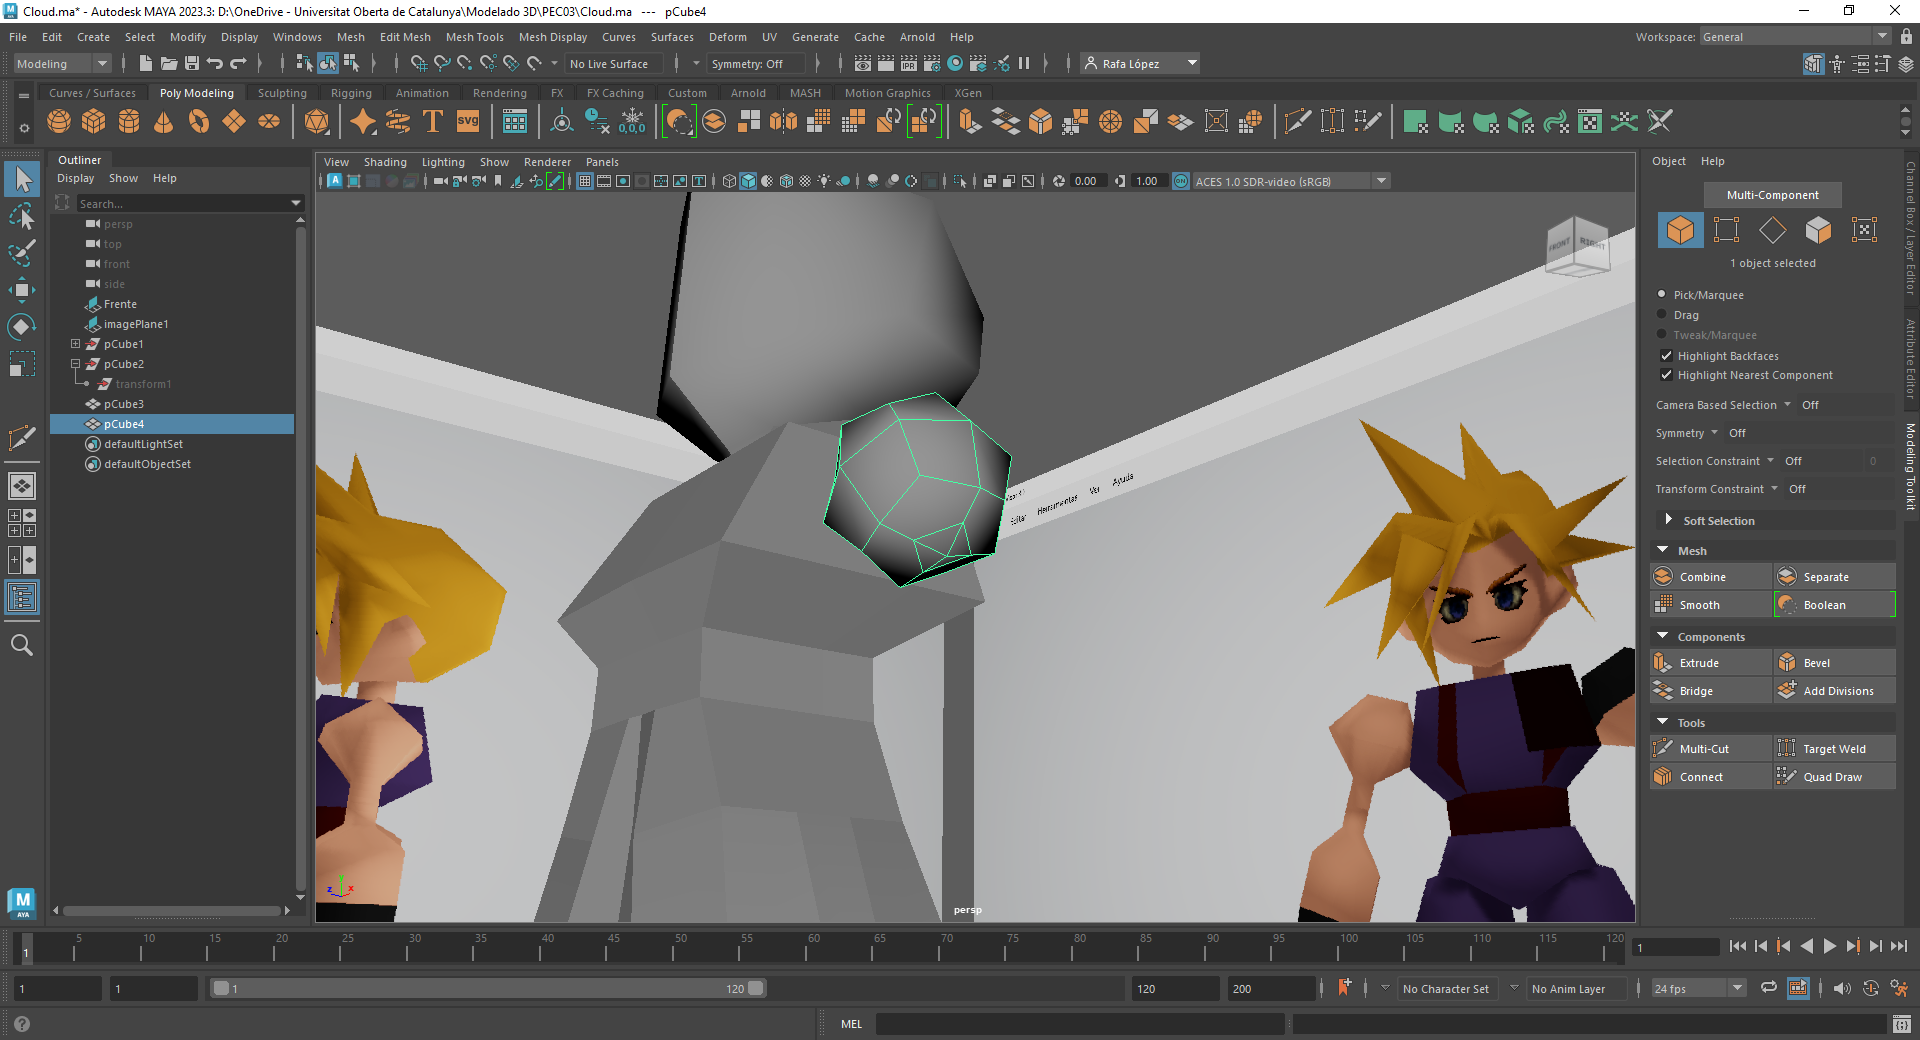 Cloud.ma* - Autodesk MAYA 2023.3: D:\OneDrive - Universitat Oberta de Catalunya\Modelado 3D\PEC03\Cloud.ma --- pCube4
File Edit Create Select Modify Display Windows Mesh Edit Mesh Mesh Tools Mesh Display Curves Surfaces Deform UV Generate Cache Arnold Help
Workspace: General
Modeling
No Live Surface
Symmetry: Off
IPR
Rafa López
Curves / Surfaces Poly Modeling Sculpting Rigging Animation Rendering FX FX Caching Custom Arnold MASH Motion Graphics XGen
T
SVG
0,0,0
Outliner
Display Show Help
Search...
persp
top
front
side
Frente
imagePlane1
pCube1
pCube2
transform1
pCube3
pCube4
defaultLightSet
defaultObjectSet
View Shading Lighting Show Renderer Panels
0.00
1.00
ON
ACES 1.0 SDR-video (sRGB)
FRONT
RIGHT
Editar Herramientas Ver Ayuda
z
x
persp
Object Help
Multi-Component
1 object selected
Pick/Marquee
Drag
Tweak/Marquee
Highlight Backfaces
Highlight Nearest Component
Camera Based Selection Off
Symmetry Off
Selection Constraint Off 0
Transform Constraint Off
Soft Selection
Mesh
Combine Separate
Smooth Boolean
Components
Extrude Bevel
Bridge Add Divisions
Tools
Multi-Cut Target Weld
Connect Quad Draw
Channel Box / Layer Editor
Attribute Editor
Modeling Toolkit
M
AYA
1 5 10 15 20 25 30 35 40 45 50 55 60 65 70 75 80 85 90 95 100 105 110 115 120
1
1
1
1
120
120
200
No Character Set
No Anim Layer
24 fps
MEL